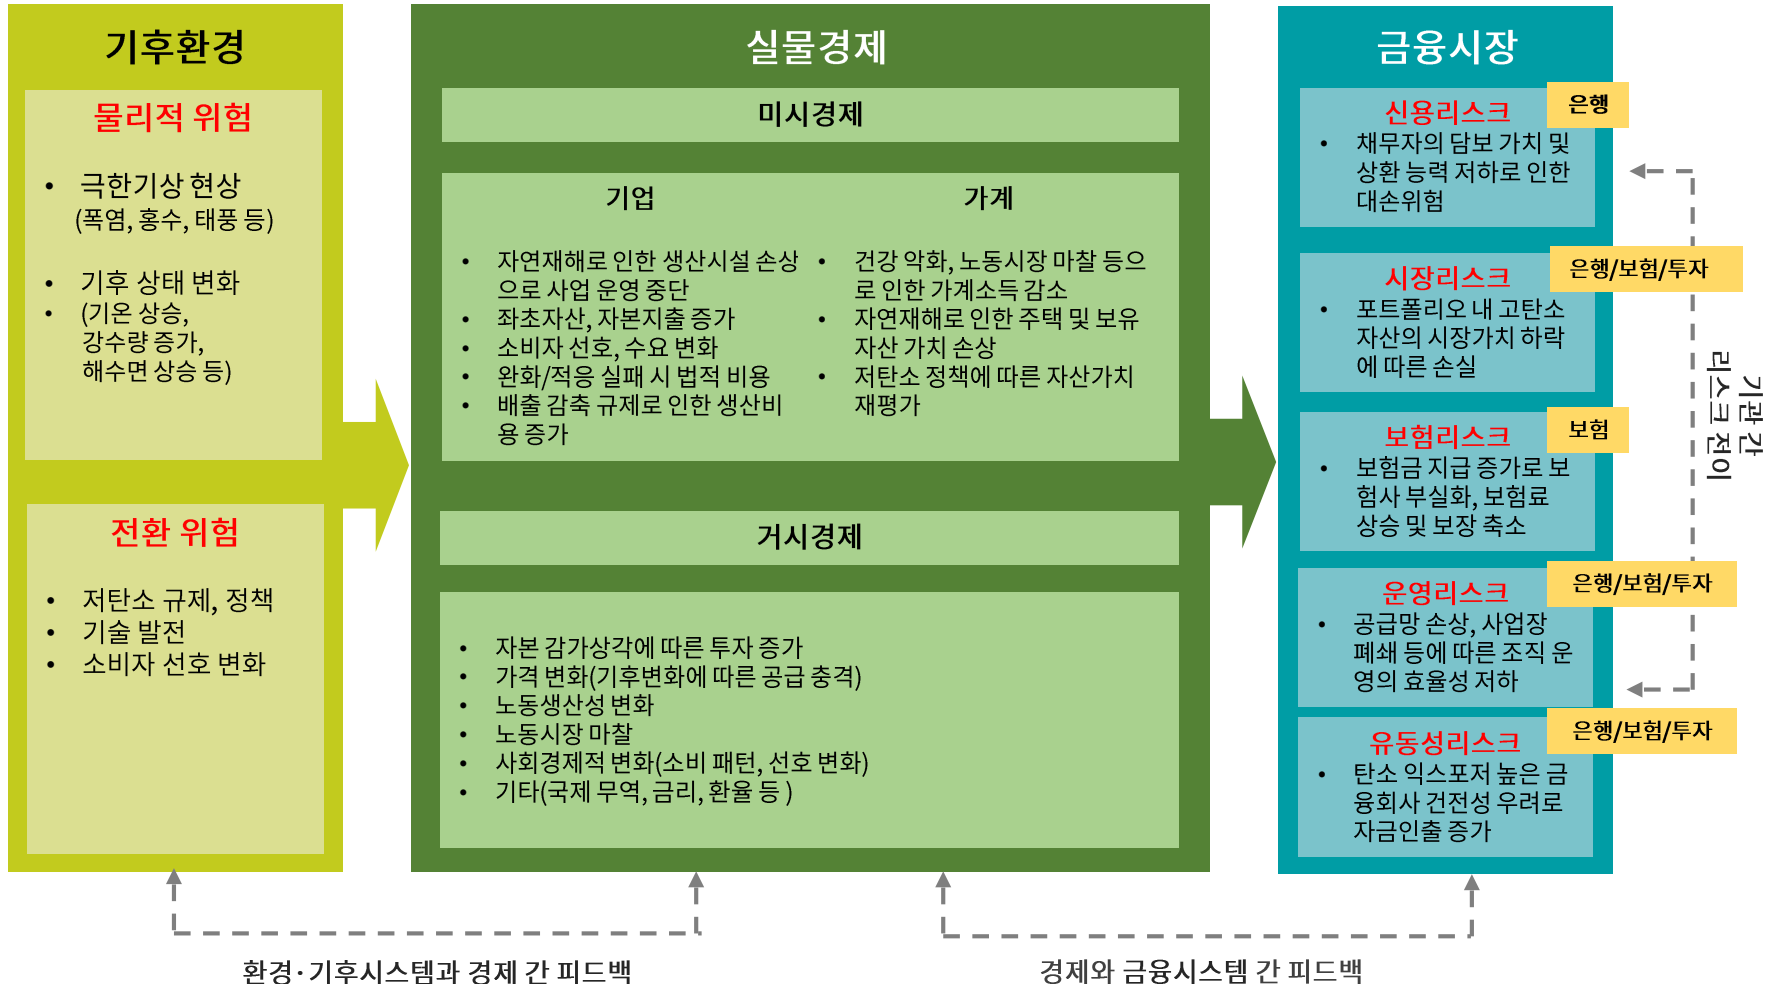 기후환경
물리적 위험
• 극한기상 현상
(폭염, 홍수, 태풍 등)
• 기후 상태 변화
• (기온 상승,
강수량 증가,
해수면 상승 등)
전환 위험
• 저탄소 규제, 정책
• 기술 발전
• 소비자 선호 변화
실물경제
미시경제
기업
• 자연재해로 인한 생산시설 손상
으로 사업 운영 중단
• 좌초자산, 자본지출 증가
• 소비자 선호, 수요 변화
• 완화/적응 실패 시 법적 비용
• 배출 감축 규제로 인한 생산비
용 증가
가계
• 건강 악화, 노동시장 마찰 등으
로 인한 가계소득 감소
• 자연재해로 인한 주택 및 보유
자산 가치 손상
• 저탄소 정책에 따른 자산가치
재평가
거시경제
• 자본 감가상각에 따른 투자 증가
• 가격 변화(기후변화에 따른 공급 충격)
• 노동생산성 변화
• 노동시장 마찰
• 사회경제적 변화(소비 패턴, 선호 변화)
• 기타(국제 무역, 금리, 환율 등 )
금융시장
신용리스크
은행
• 채무자의 담보 가치 및
상환 능력 저하로 인한
대손위험
시장리스크
은행/보험/투자
• 포트폴리오 내 고탄소
자산의 시장가치 하락
에 따른 손실
보험리스크
보험
• 보험금 지급 증가로 보
험사 부실화, 보험료
상승 및 보장 축소
운영리스크
은행/보험/투자
• 공급망 손상, 사업장
폐쇄 등에 따른 조직 운
영의 효율성 저하
유동성리스크
은행/보험/투자
• 탄소 익스포저 높은 금
융회사 건전성 우려로
자금인출 증가
기관 간
리스크 전이
환경·기후시스템과 경제 간 피드백
경제와 금융시스템 간 피드백